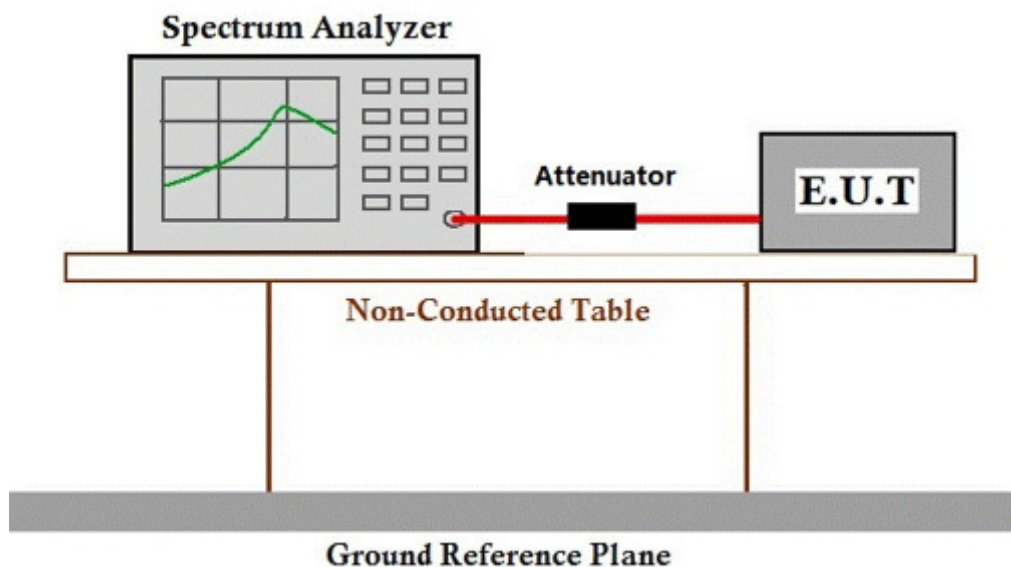 Spectrum Analyzer
Attenuator
E.U.T
Non-Conducted Table
Ground Reference Plane